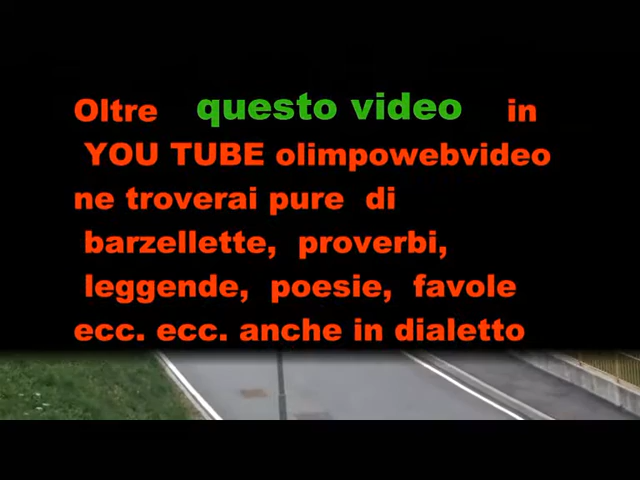 Oltre questo video in
YOU TUBE olimpowebvideo
ne troverai pure di
barzellette, proverbi,
leggende, poesie, favole
ecc. ecc. anche in dialetto